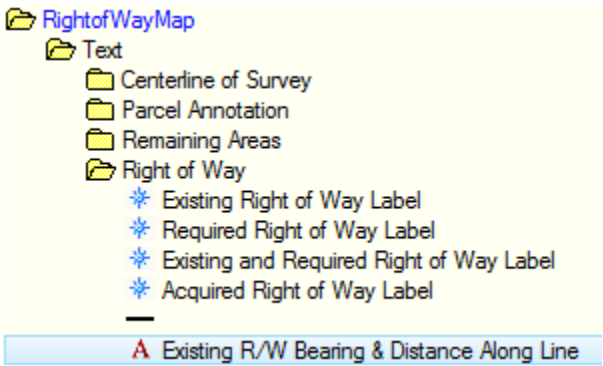 RightofWayMap
Text
Centerline of Survey
Parcel Annotation
Remaining Areas
Right of Way
Existing Right of Way Label
Required Right of Way Label
Existing and Required Right of Way Label
Acquired Right of Way Label
A Existing R/W Bearing & Distance Along Line